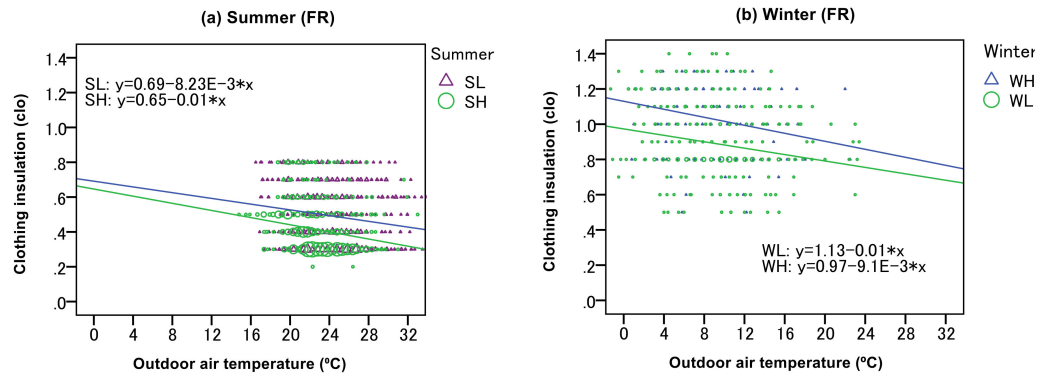 (a) Summer (FR)
Clothing insulation (clo)
1.4
1.2
1.0
.8
.6
.4
.2
.0
SL: y=0.69−8.23E-3*x
SH: y=0.65−0.01*x
0 4 8 12 16 20 24 28 32
Outdoor air temperature (ºC)
Summer
SL
SH
(b) Winter (FR)
Clothing insulation (clo)
1.4
1.2
1.0
.8
.6
.4
.2
.0
WL: y=1.13−0.01*x
WH: y=0.97−9.1E-3*x
0 4 8 12 16 20 24 28 32
Outdoor air temperature (ºC)
Winter
WH
WL